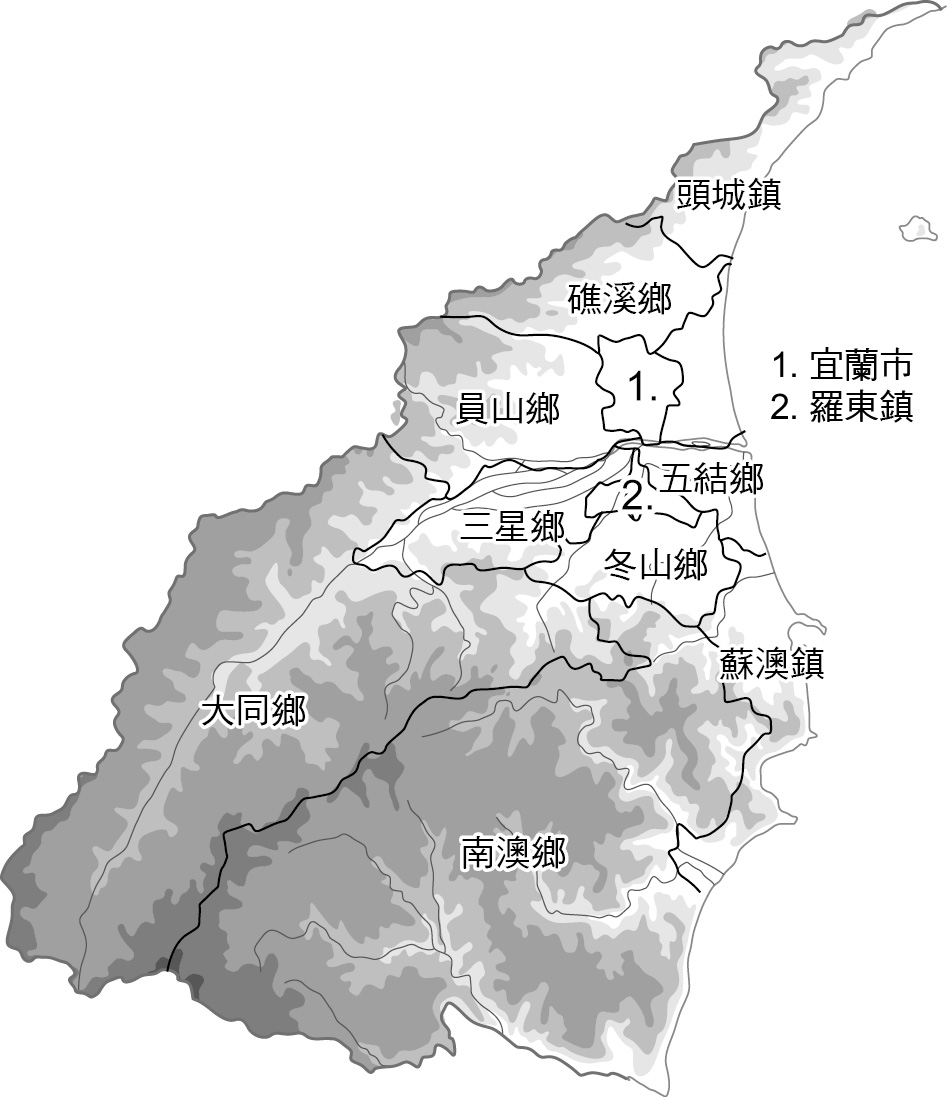 頭城鎮
礁溪鄉
1. 宜蘭市
2. 羅東鎮
員山鄉
1.
五結鄉
2.
三星鄉
冬山鄉
蘇澳鎮
大同鄉
南澳鄉